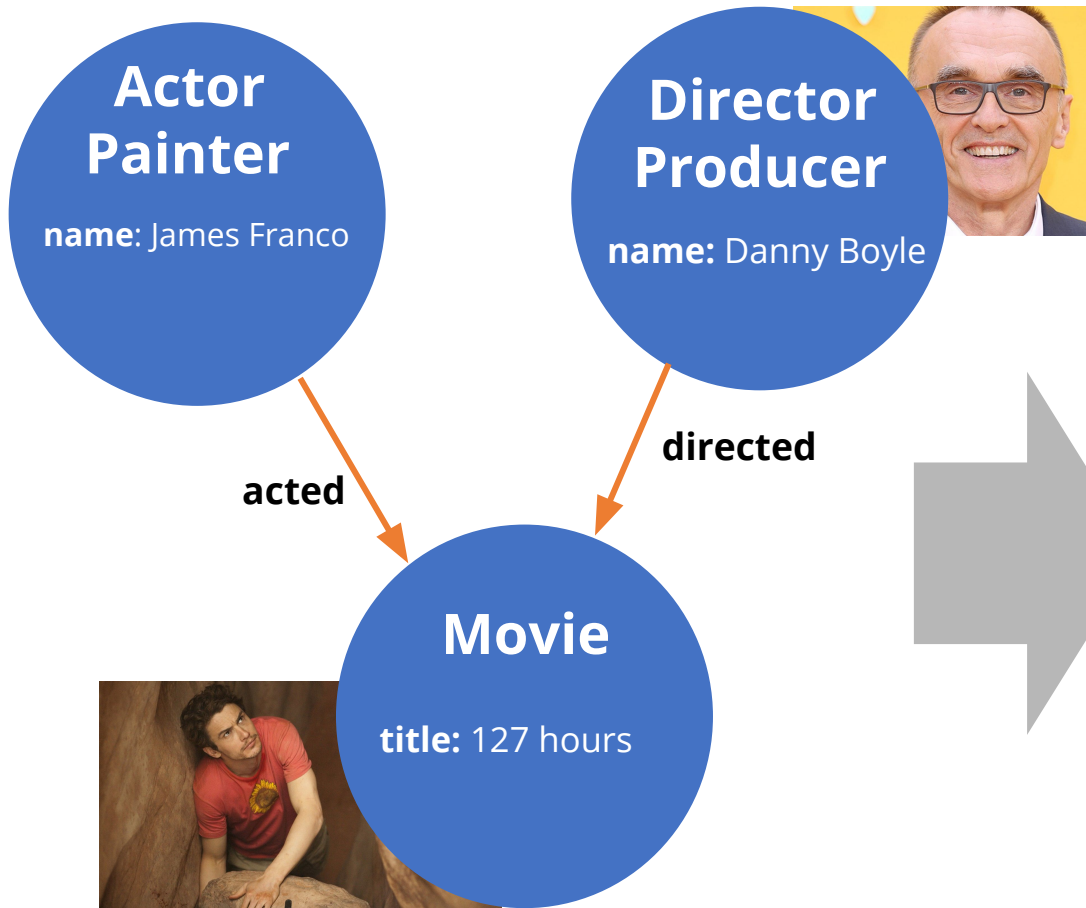 Actor
Painter
name: James Franco
Director
Producer
name: Danny Boyle
acted
directed
Movie
title: 127 hours